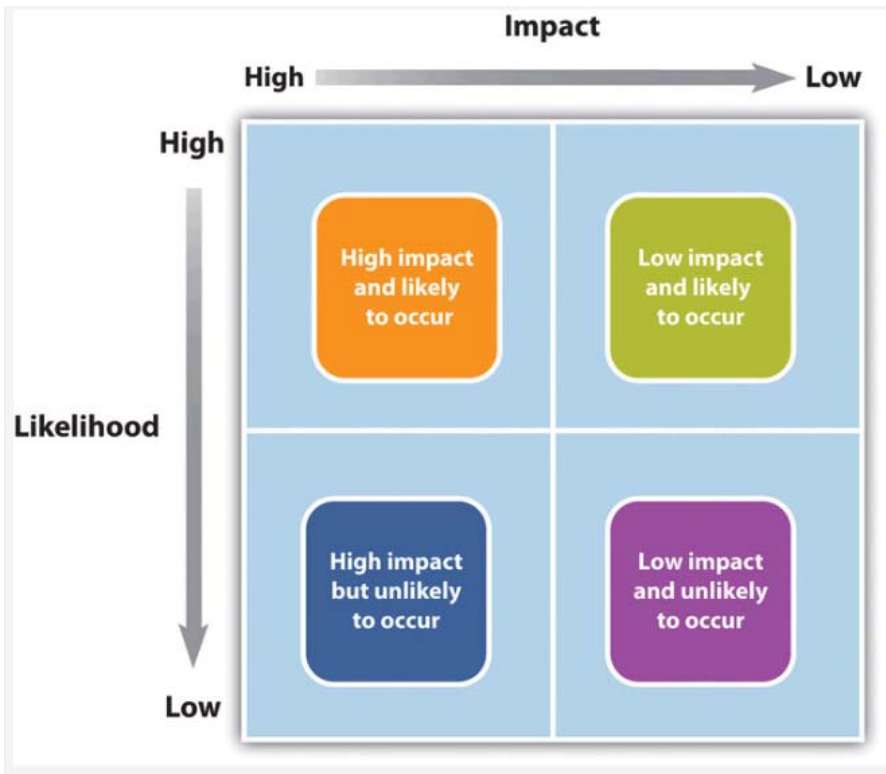 Impact
High
Low
High
High impact
and likely
to occur
Low impact
and likely
to occur
Likelihood
High impact
but unlikely
to occur
Low impact
and unlikely
to occur
Low